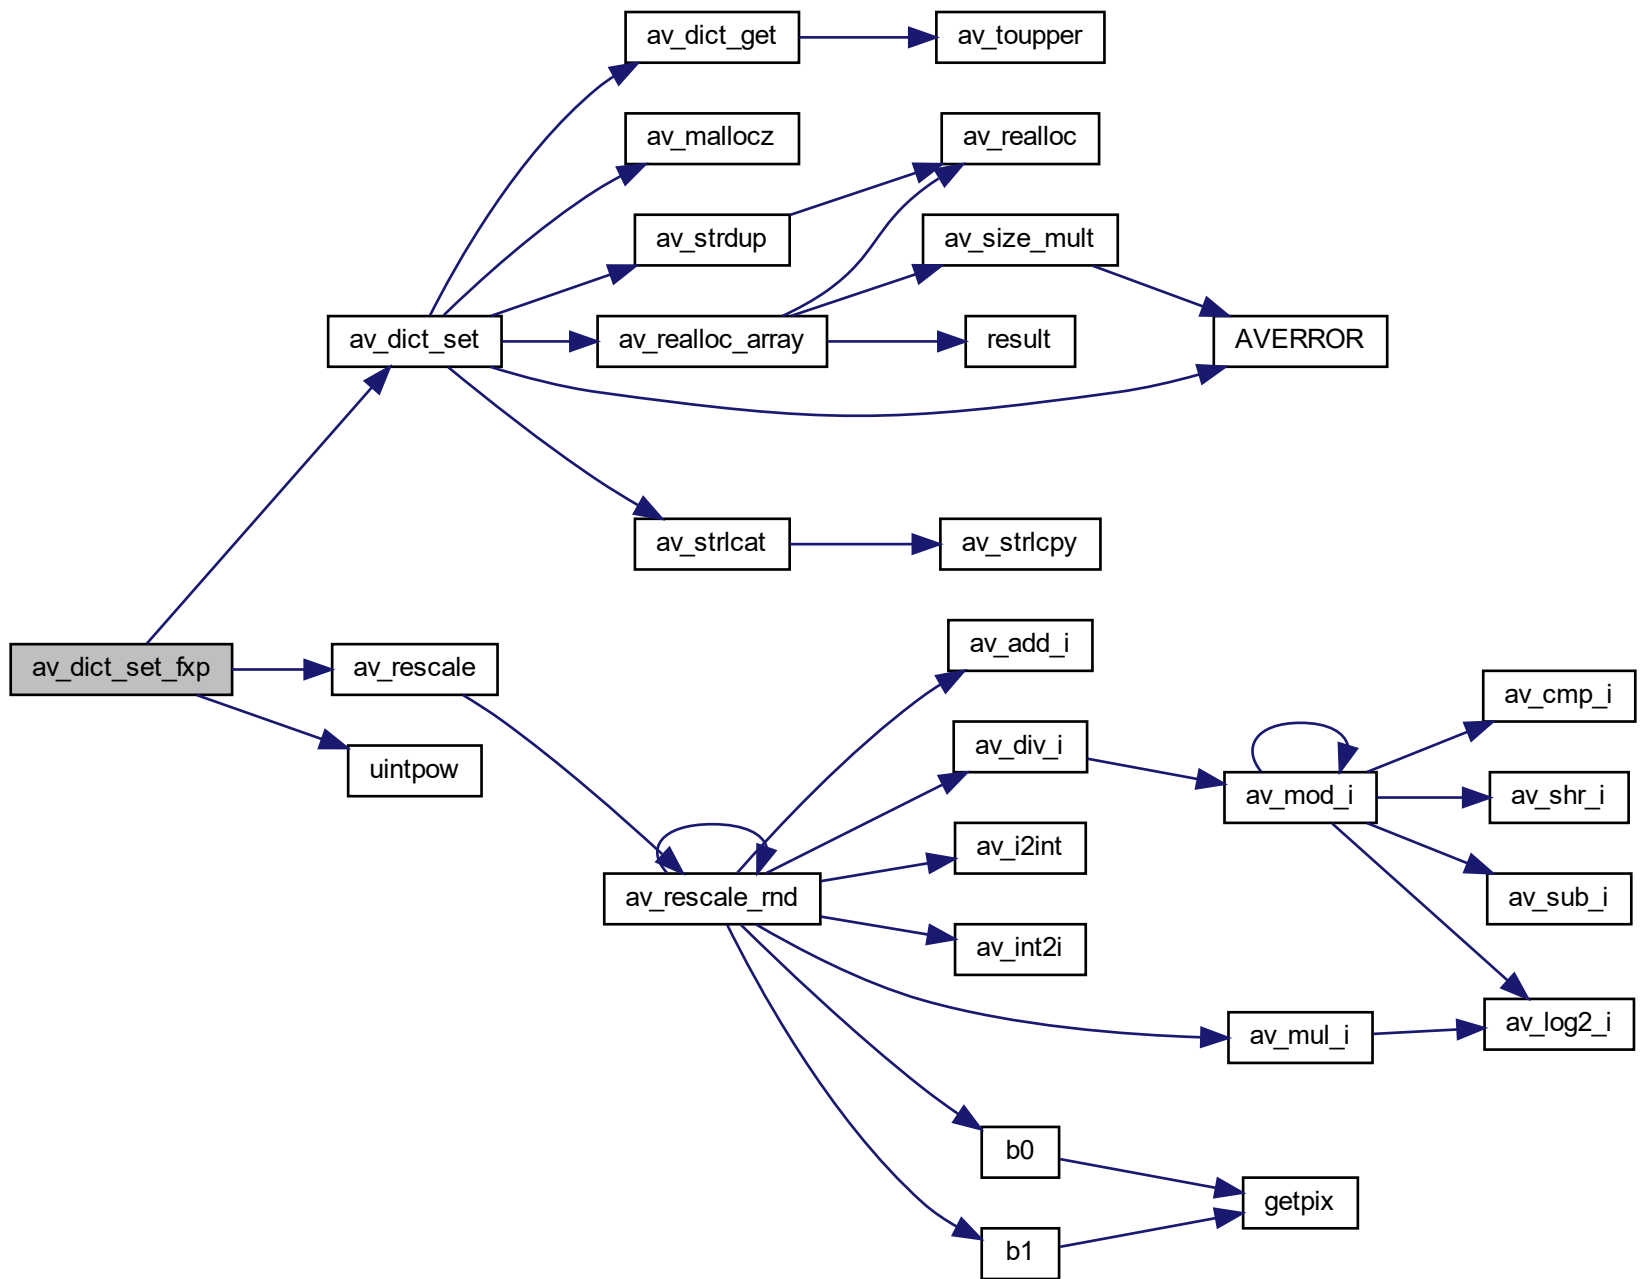 av_dict_get
av_toupper
av_mallocz
av_realloc
av_strdup
av_size_mult
av_dict_set
av_realloc_array
result
AVERROR
av_strlcat
av_strlcpy
av_add_i
av_dict_set_fxp
av_rescale
av_cmp_i
av_div_i
uintpow
av_mod_i
av_shr_i
av_i2int
av_rescale_rnd
av_sub_i
av_int2i
av_mul_i
av_log2_i
b0
getpix
b1